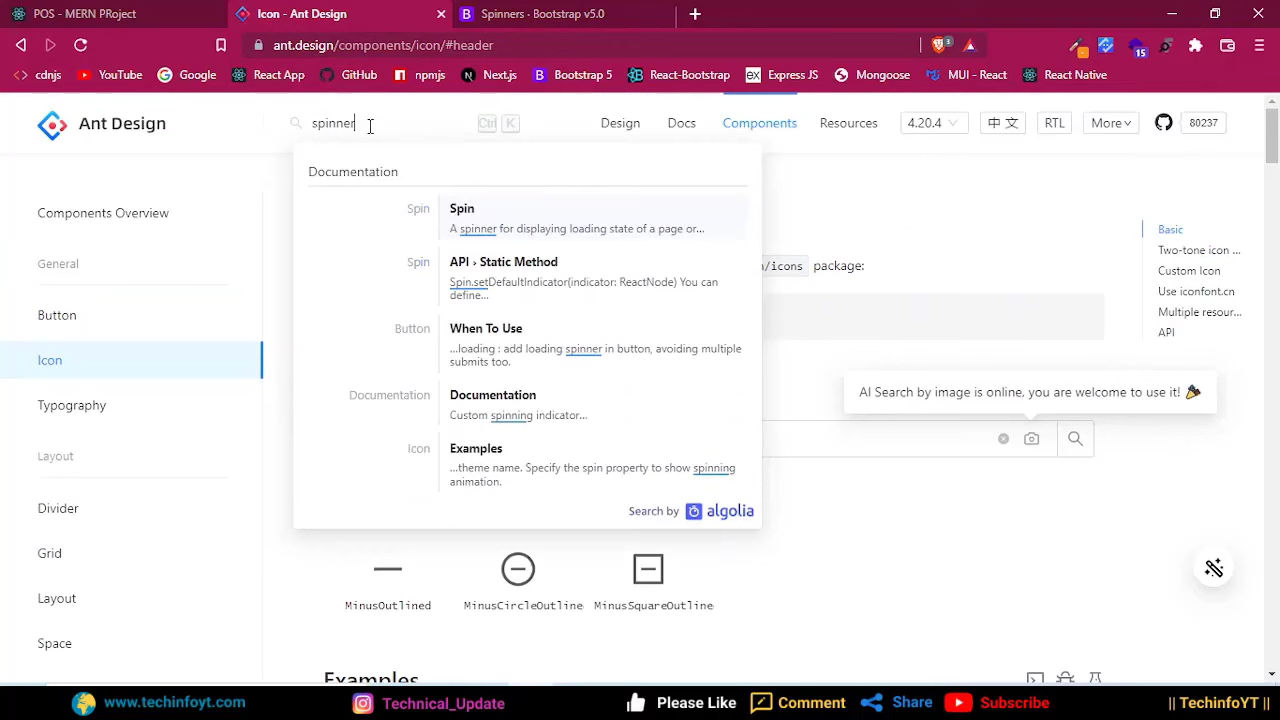 POS - MERN PROject
Icon - Ant Design
Spinners · Bootstrap v5.0
ant.design/components/icon/#header
3
15
cdnjs
YouTube
Google
React App
GitHub
npmjs
Next.js
Bootstrap 5
React-Bootstrap
Express JS
Mongoose
MUI - React
React Native
Ant Design
spinner
Ctrl K
Design
Docs
Components
Resources
4.20.4
中 文
RTL
More
80237
Components Overview
General
Button
Icon
Typography
Layout
Divider
Grid
Layout
Space
Documentation
Spin
Spin
A spinner for displaying loading state of a page or...
Spin
API › Static Method
Spin.setDefaultIndicator(indicator: ReactNode) You can
define...
Button
When To Use
...loading : add loading spinner in button, avoiding multiple
submits too.
Documentation
Documentation
Custom spinning indicator...
Icon
Examples
...theme name. Specify the spin property to show spinning
animation.
Search by algolia
/icons package:
Basic
Two-tone icon ...
Custom Icon
Use iconfont.cn
Multiple resour...
API
AI Search by image is online, you are welcome to use it! 🎉
MinusOutlined
MinusCircleOutline
MinusSquareOutline
Examples
www.techinfoyt.com
Technical_Update
Please Like
Comment
Share
Subscribe
|| TechinfoYT ||